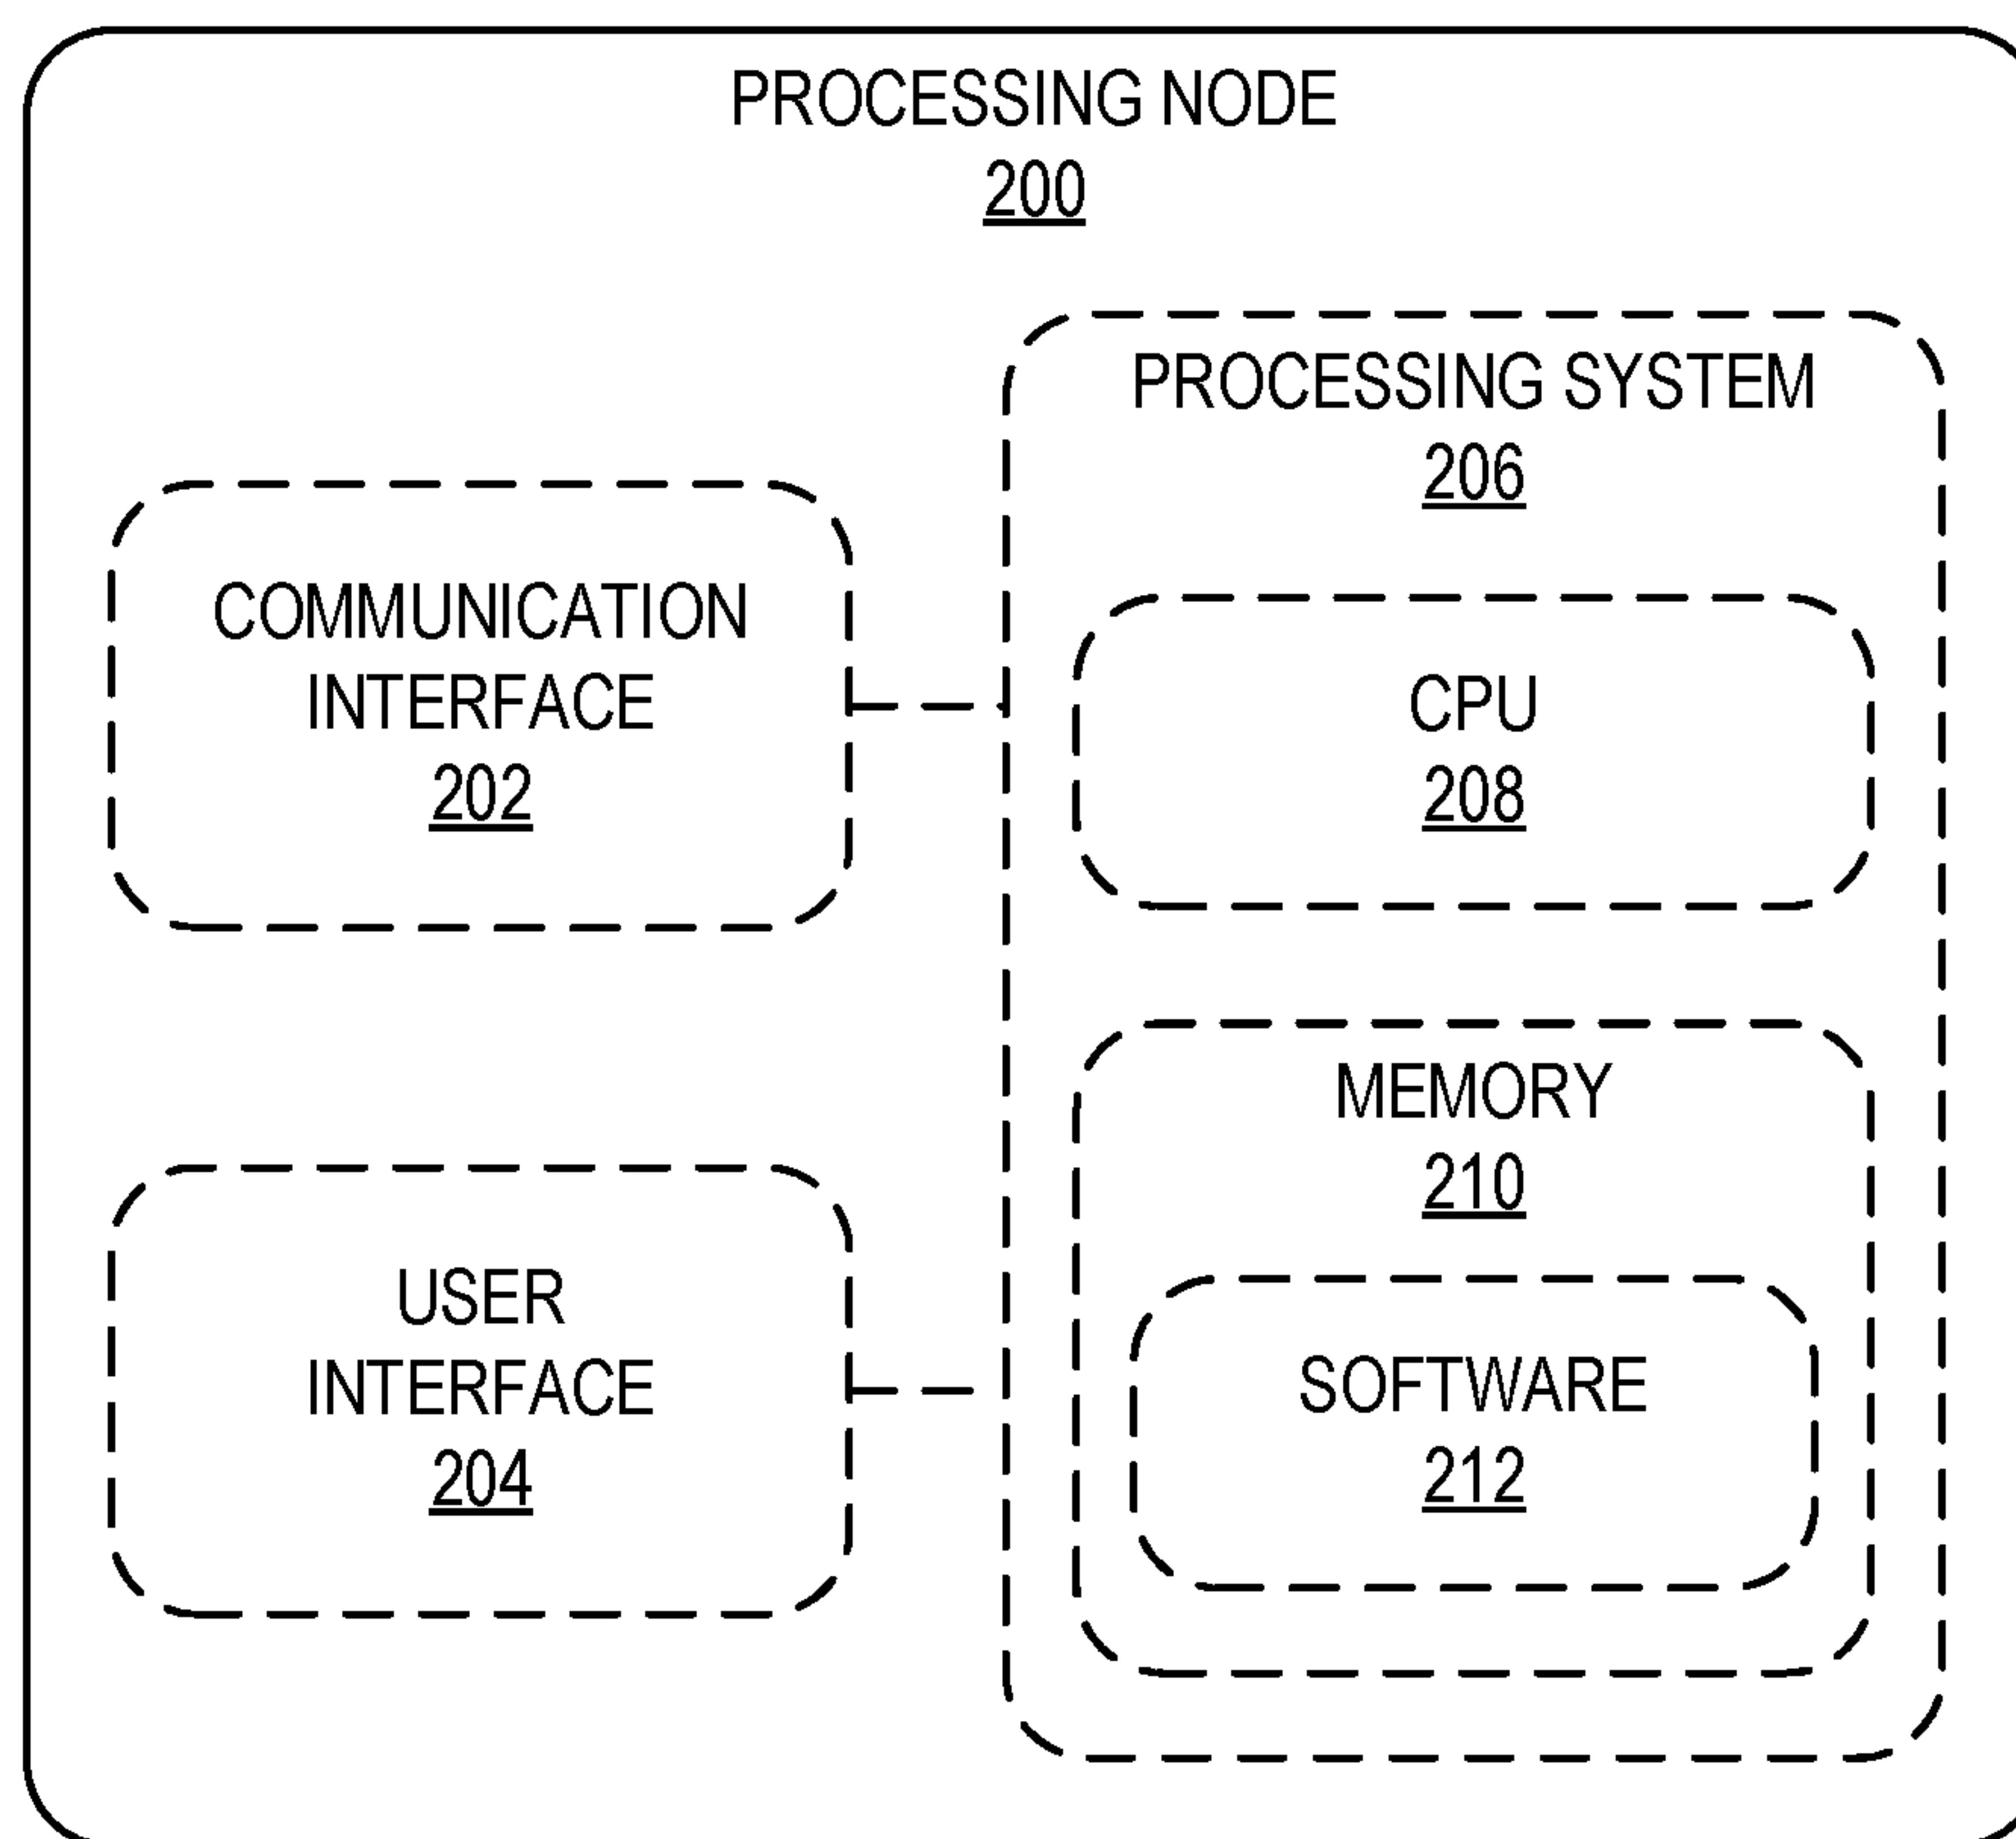 PROCESSING NODE
200
PROCESSING SYSTEM
206
COMMUNICATION
INTERFACE
202
CPU
208
MEMORY
210
USER
INTERFACE
204
SOFTWARE
212